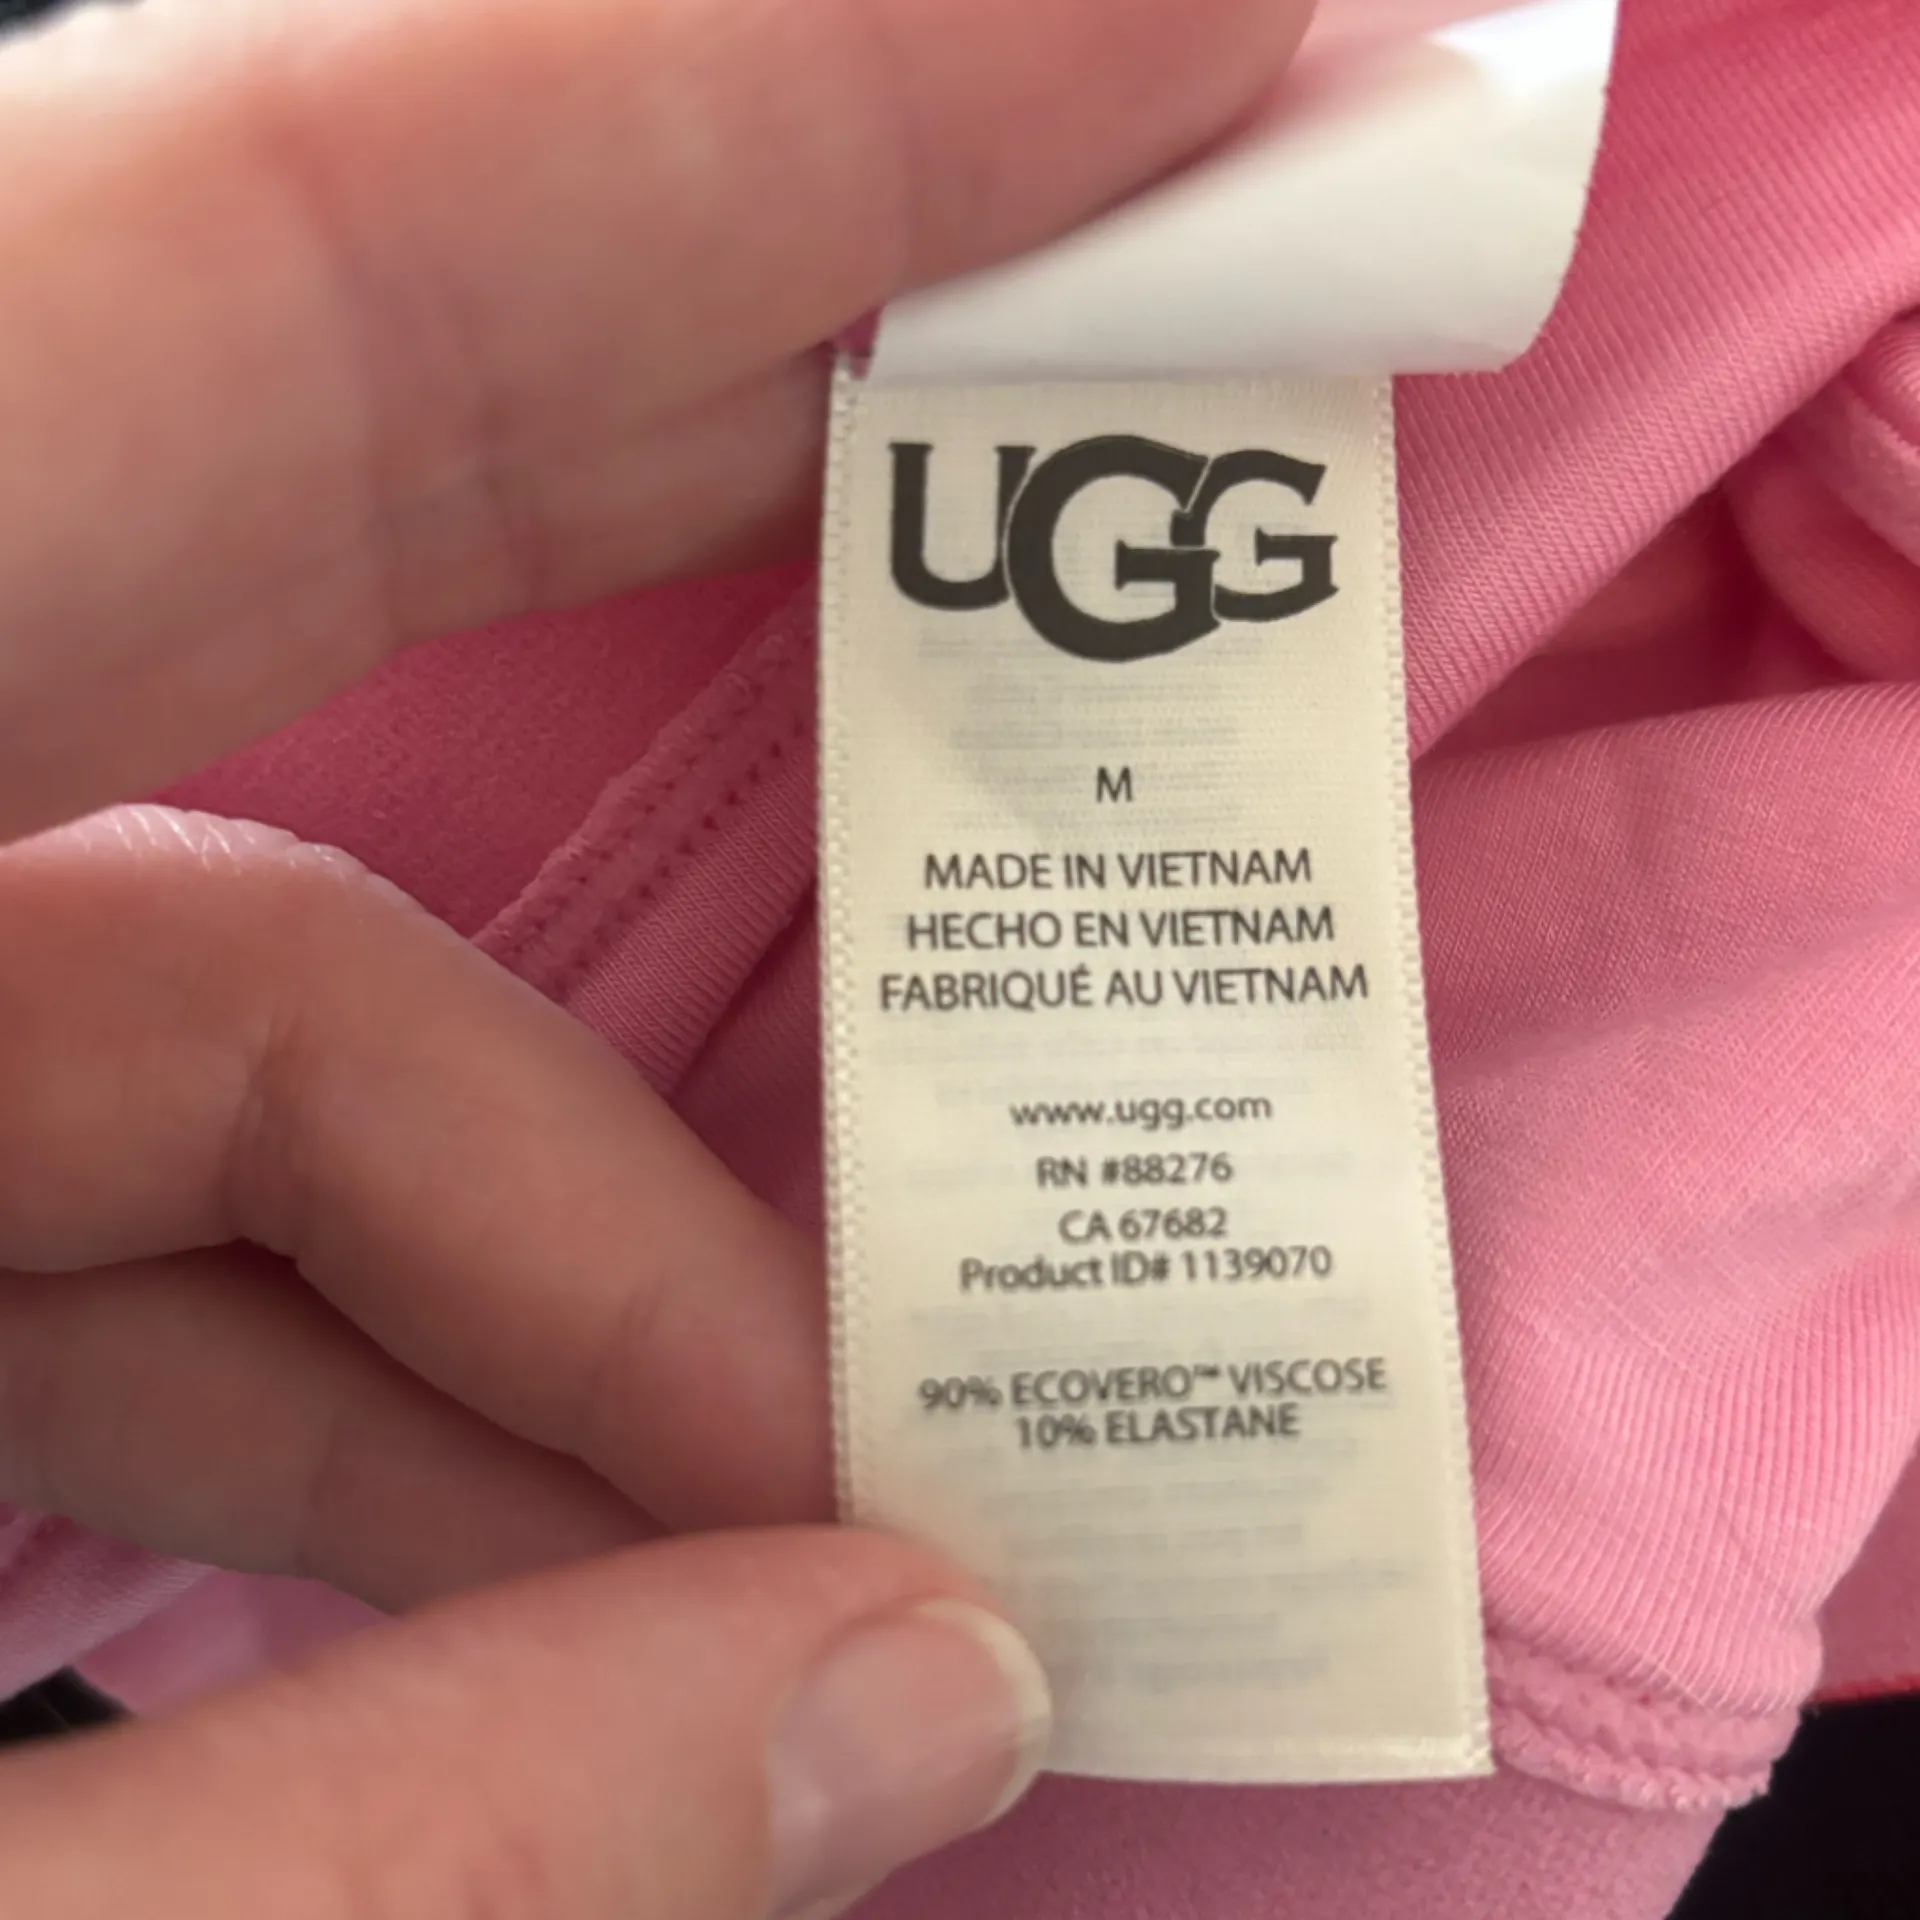 UGG
M
MADE IN VIETNAM
HECHO EN VIETNAM
FABRIQUÉ AU VIETNAM
www.ugg.com
RN #88276
CA 67682
Product ID# 1139070
90% ECOVERO™ VISCOSE
10% ELASTANE